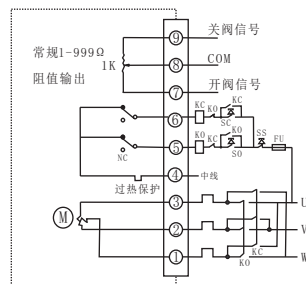 ⑨ 关阀信号
常规1-999Ω
阻值输出
1K
⑧ COM
⑦ 开阀信号
KC
⑥ KC KO SC
KO
⑤ KO KC SO SS FU
NC
④ 中线
过热保护
③ U
M
② V
KC
① KO W